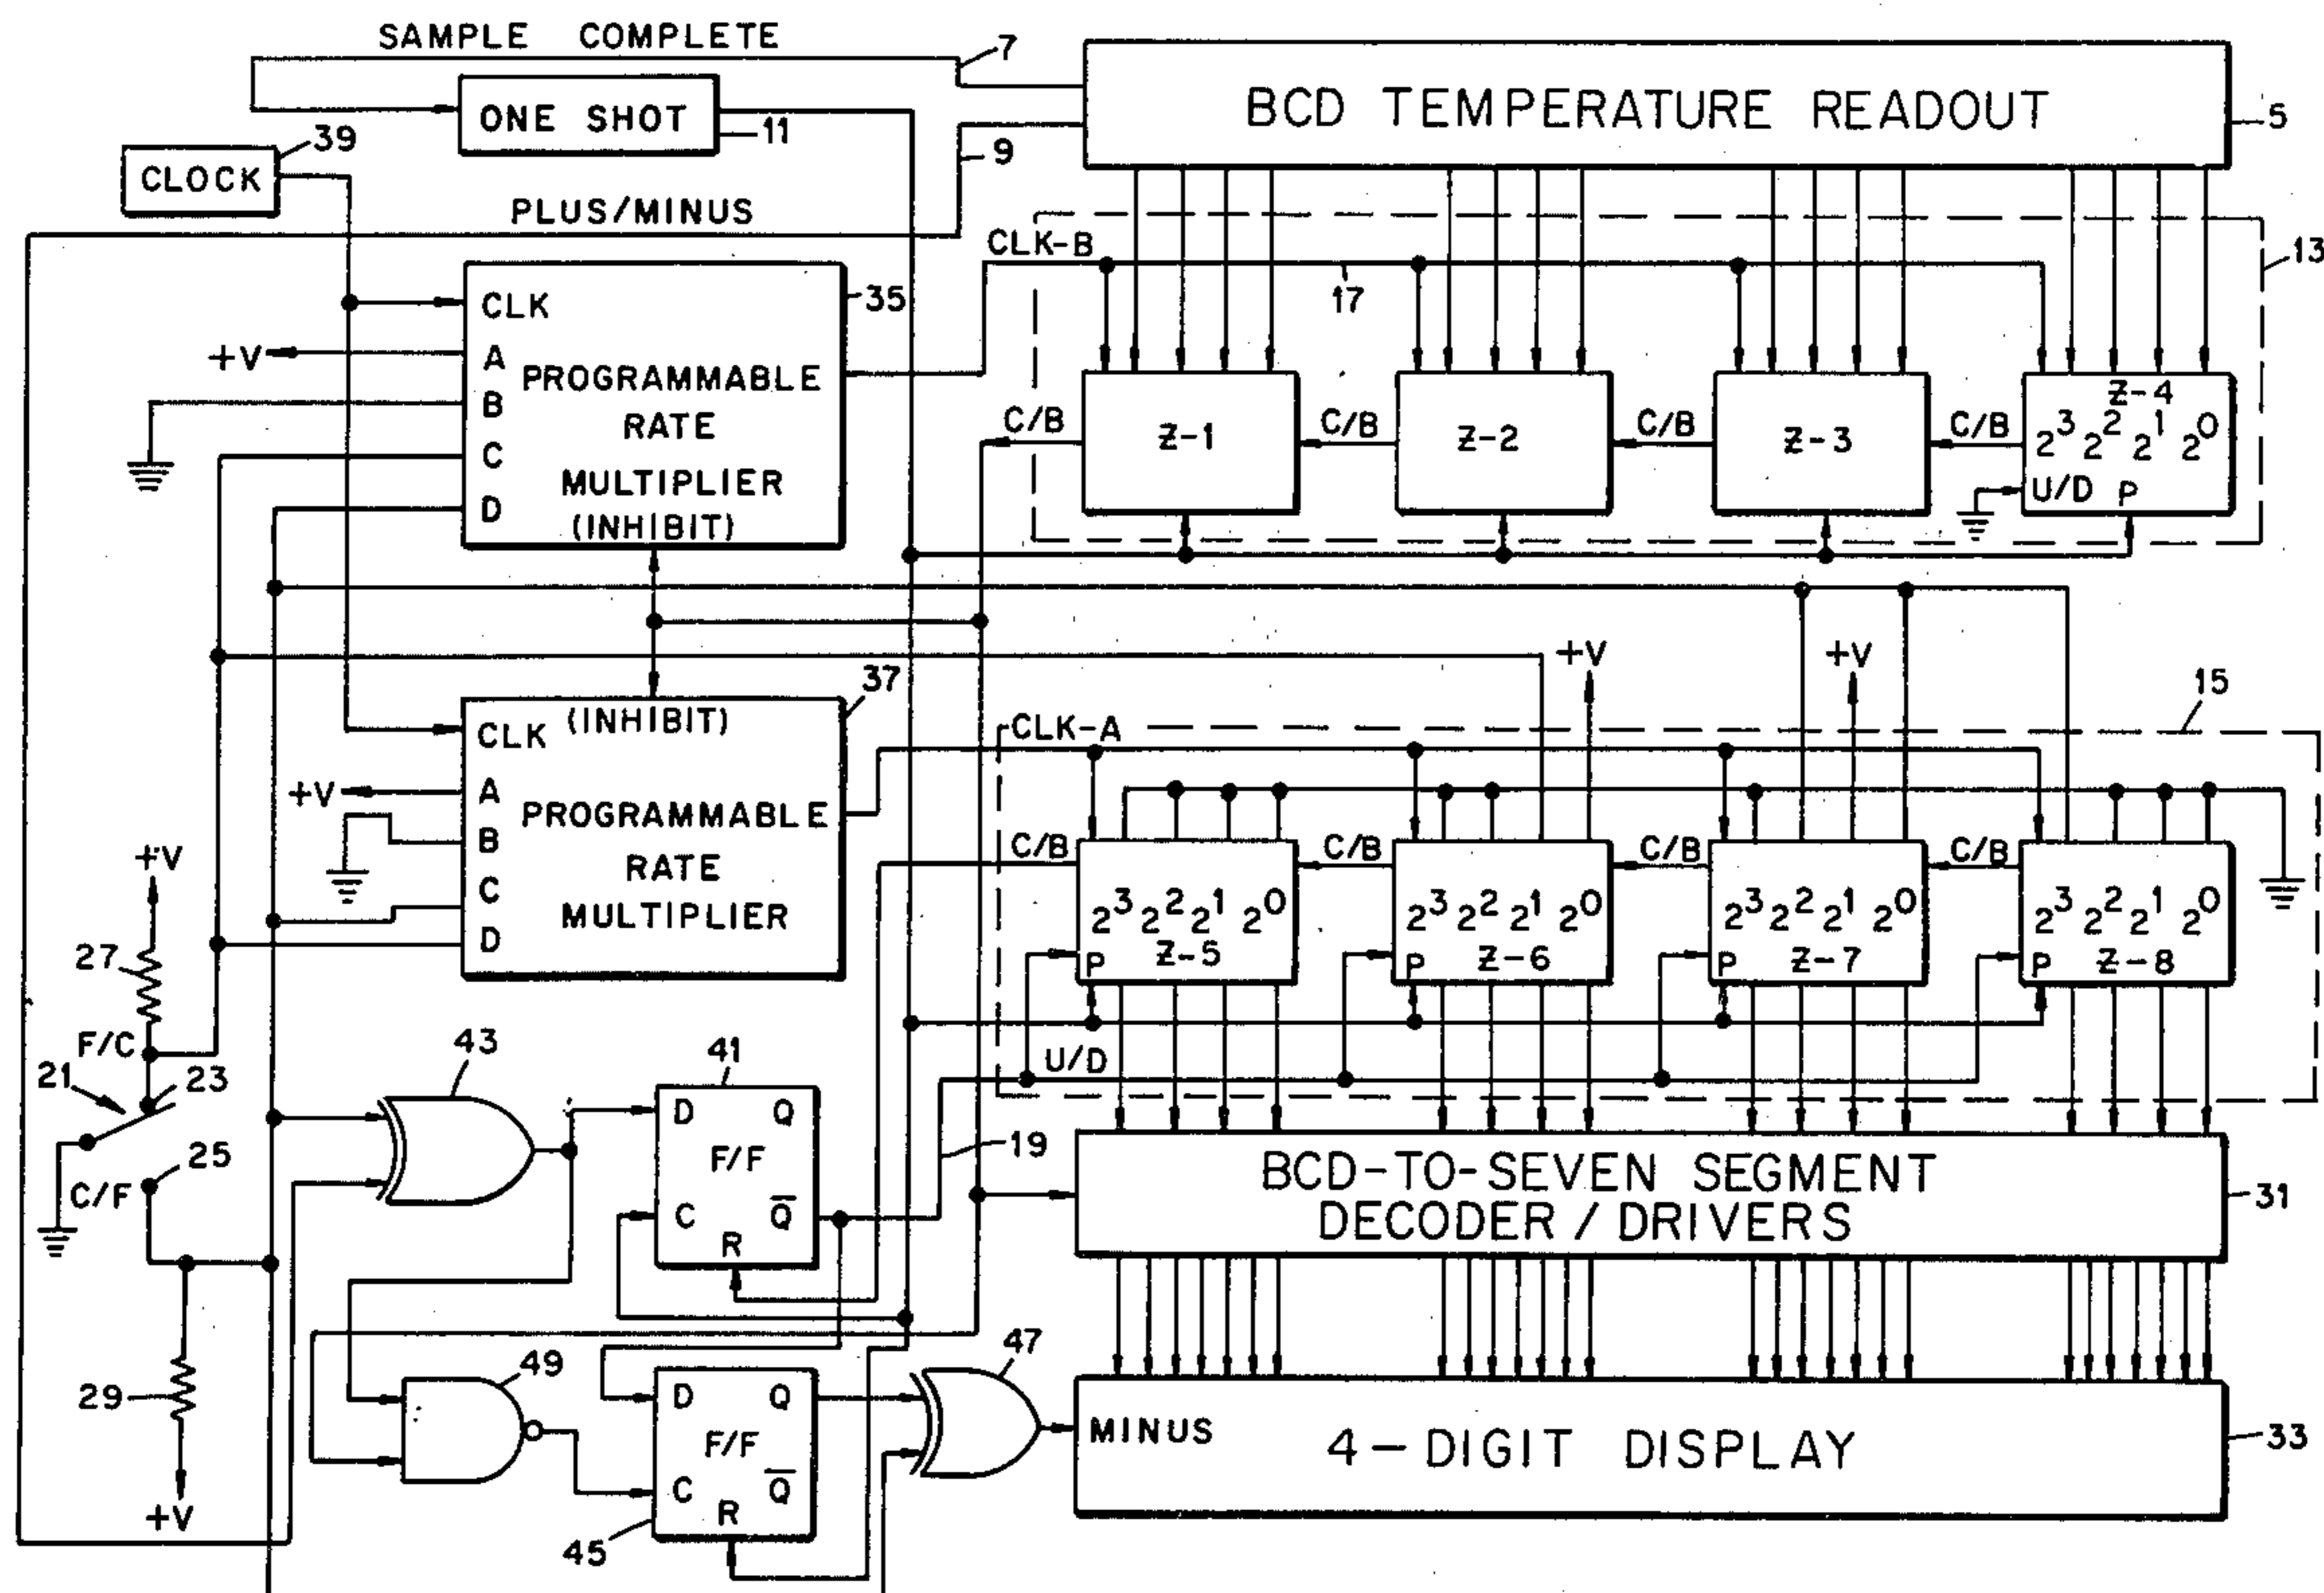 SAMPLE COMPLETE
7
ONE SHOT
11
BCD TEMPERATURE READOUT
5
39
CLOCK
9
PLUS/MINUS
CLK-B
17
13
CLK
A
B
C
D
+V
PROGRAMMABLE
RATE
MULTIPLIER
(INHIBIT)
35
C/B
Z-1
C/B
Z-2
C/B
Z-3
C/B
Z-4
2³ 2² 2¹ 2⁰
U/D P
+V
+V
15
37
(INHIBIT)
CLK
A
B
C
D
+V
PROGRAMMABLE
RATE
MULTIPLIER
CLK-A
C/B
2³ 2² 2¹ 2⁰
P Z-5
C/B
2³ 2² 2¹ 2⁰
P Z-6
C/B
2³ 2² 2¹ 2⁰
P Z-7
C/B
2³ 2² 2¹ 2⁰
P Z-8
U/D
+V
27
F/C
21
23
25
C/F
29
+V
43
41
D Q
F/F
C Q̅
R
19
BCD-TO-SEVEN SEGMENT
DECODER / DRIVERS
31
49
D Q
F/F
C Q̅
R
45
47
MINUS
4-DIGIT DISPLAY
33